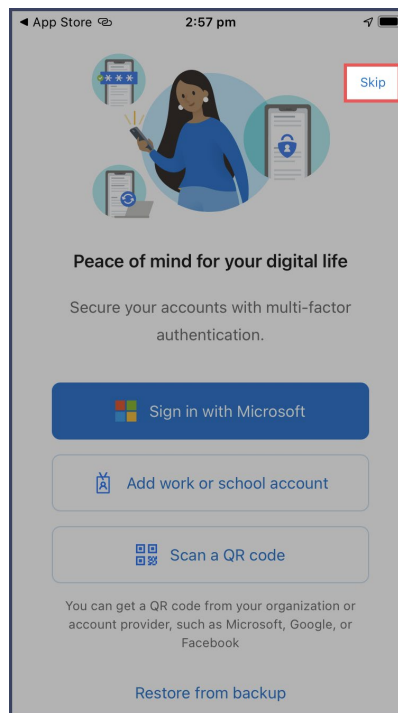 ◀ App Store
2:57 pm
Skip
****
Peace of mind for your digital life
Secure your accounts with multi-factor
authentication.
Sign in with Microsoft
Add work or school account
Scan a QR code
You can get a QR code from your organization or
account provider, such as Microsoft, Google, or
Facebook
Restore from backup